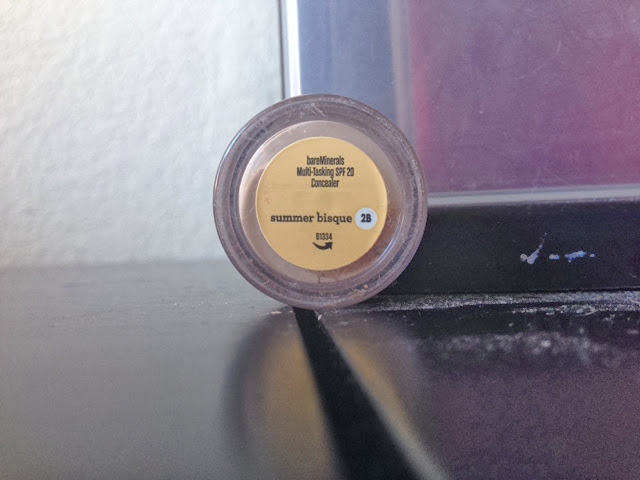 bareMinerals
Multi-Tasking SPF 20
Concealer
summer bisque 2B
81334